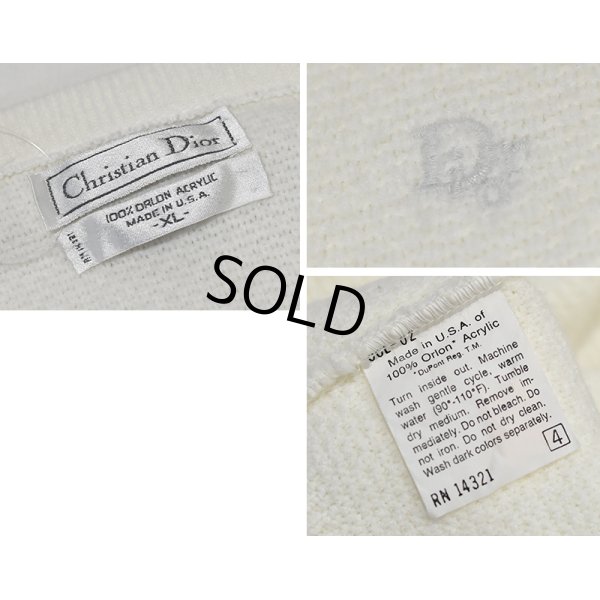 Christian Dior
100% ORLON ACRYLIC
MADE IN U.S.A.
-XL-
RN 14321
SOLD
Made in U.S.A. of
100% Orlon* Acrylic
*DuPont Reg. T.M.
Turn inside out. Machine
wash gentle cycle, warm
water (90°-110°F). Tumble
dry medium. Remove im-
mediately. Do not bleach. Do
not iron. Do not dry clean.
Wash dark colors separately.
4
RN 14321